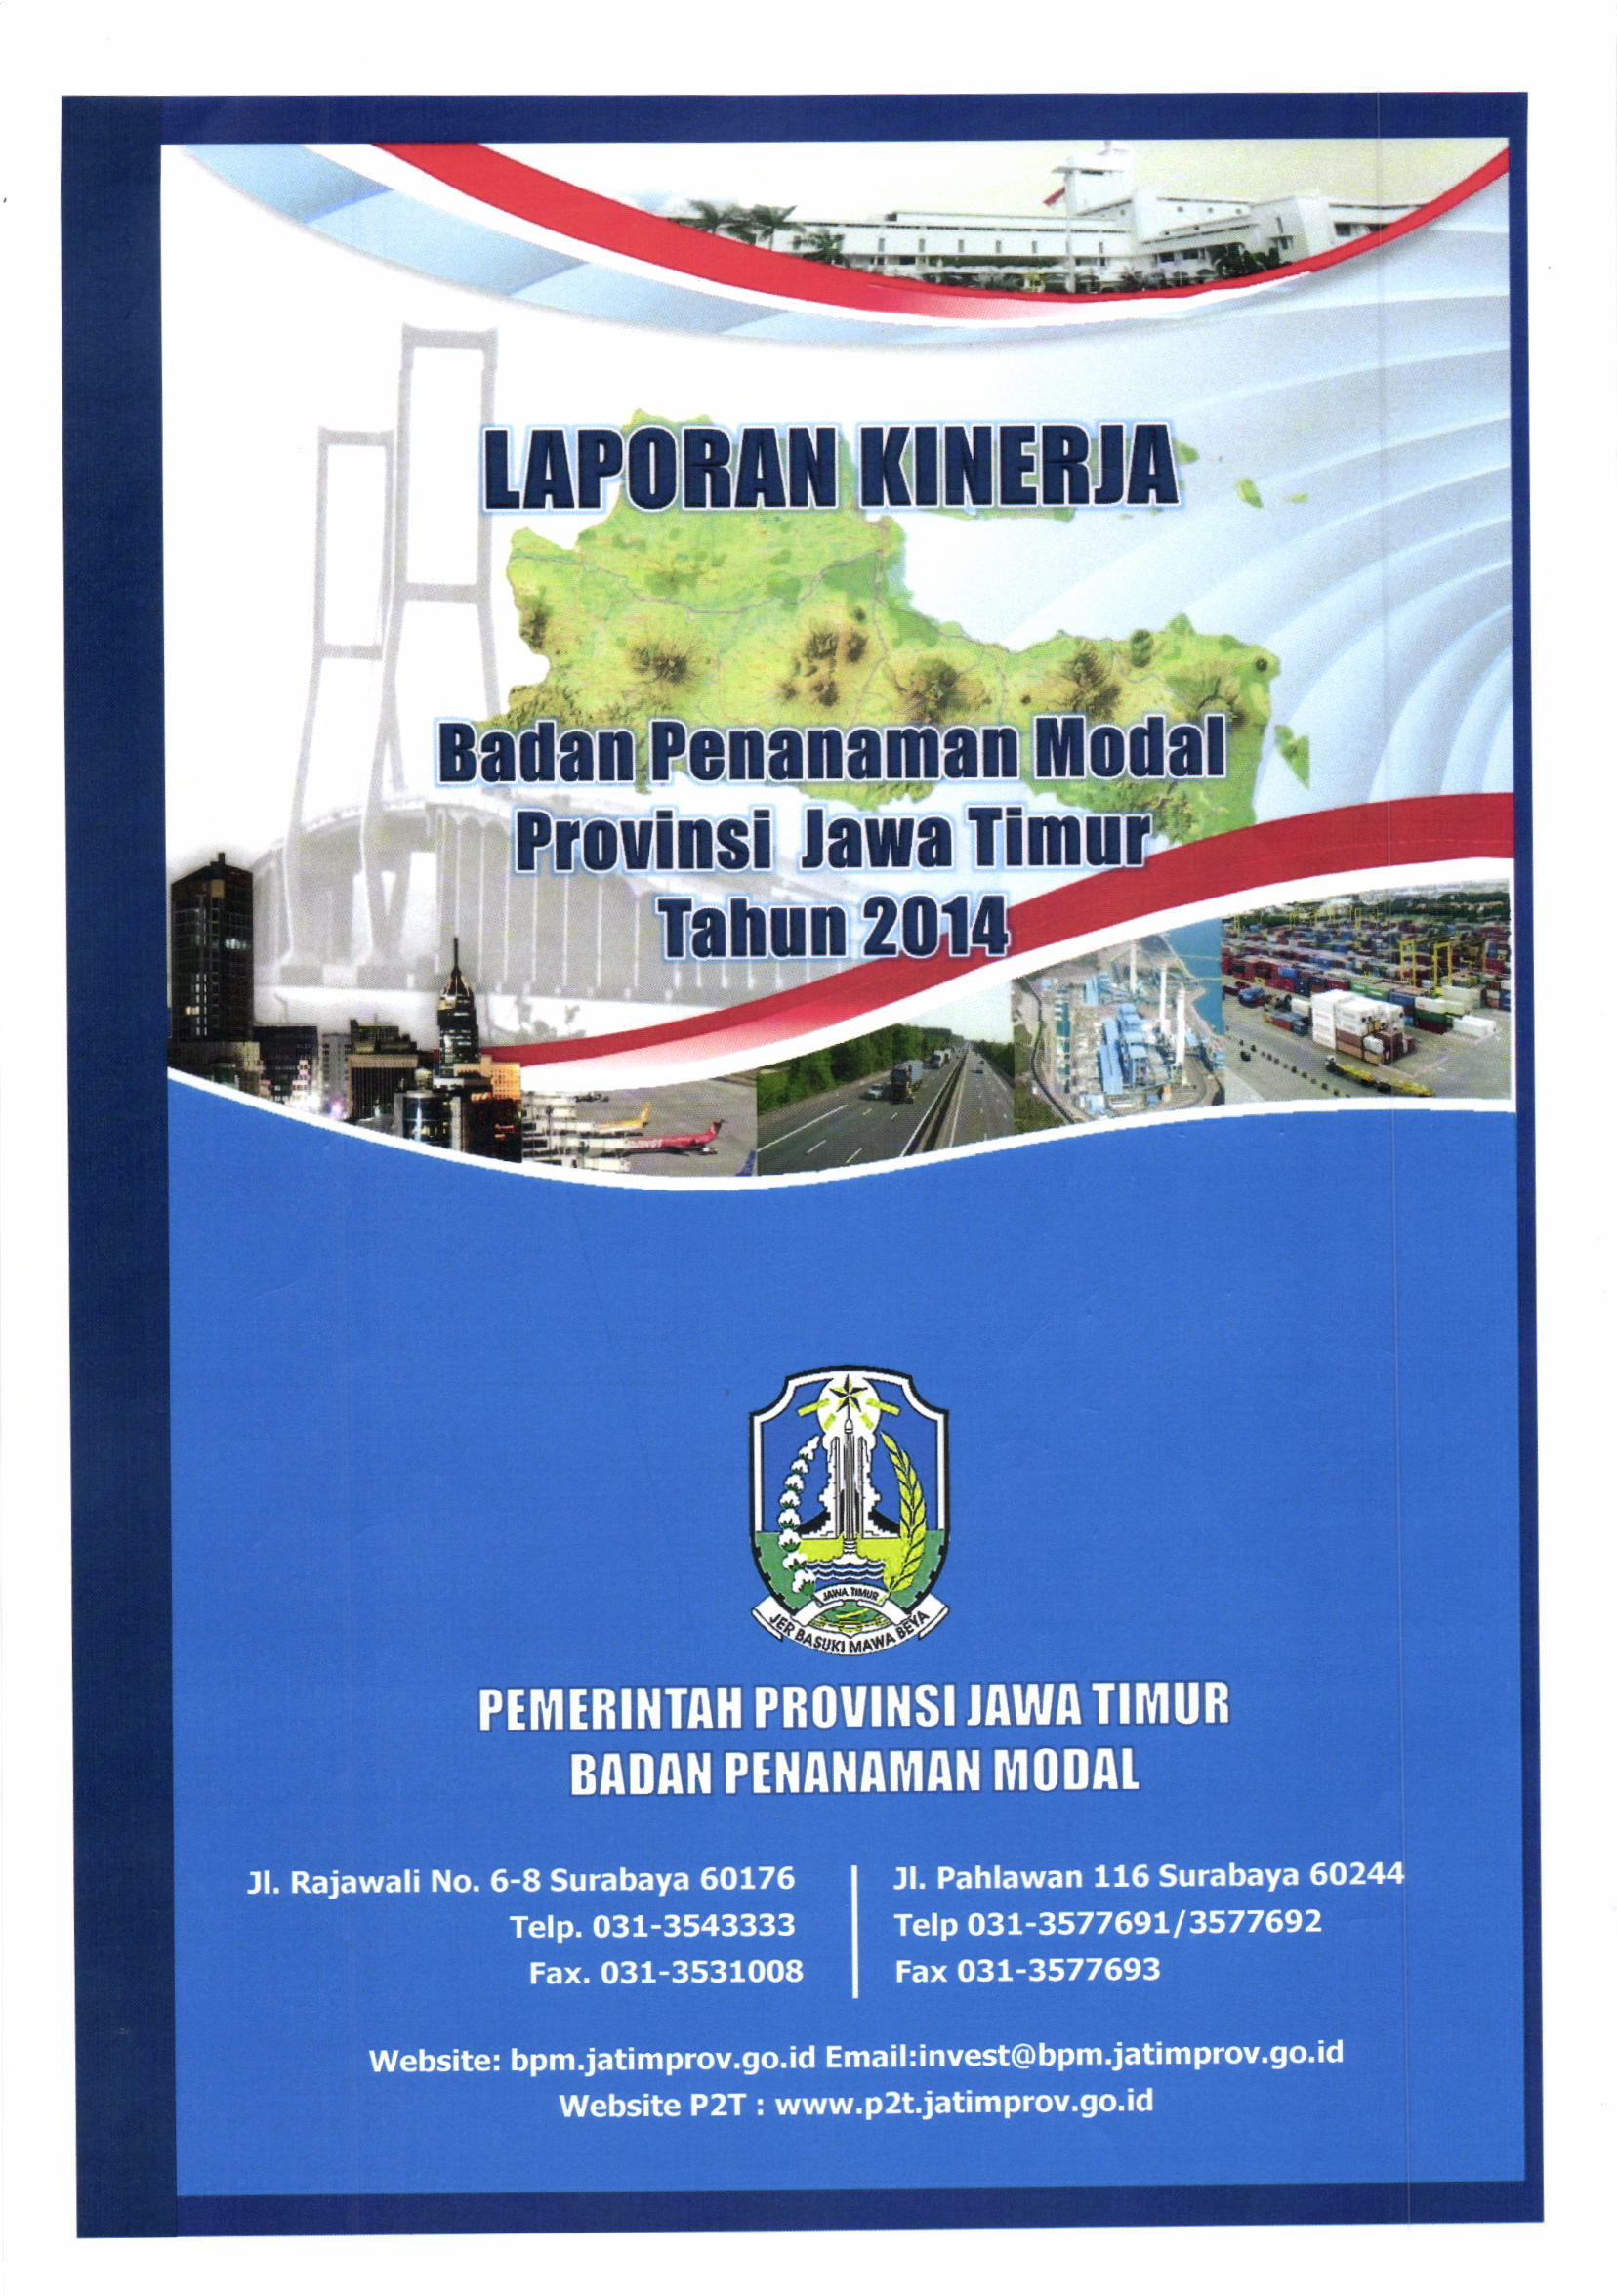 LAPORAN KINERJA
Badan Penanaman Modal
Provinsi Jawa Timur
Tahun 2014
JAWA TIMUR
JER BASUKI MAWA BEYA
PEMERINTAH PROVINSI JAWA TIMUR
BADAN PENANAMAN MODAL
Jl. Rajawali No. 6-8 Surabaya 60176
Telp. 031-3543333
Fax. 031-3531008
Jl. Pahlawan 116 Surabaya 60244
Telp 031-3577691/3577692
Fax 031-3577693
Website: bpm.jatimprov.go.id Email:invest@bpm.jatimprov.go.id
Website P2T : www.p2t.jatimprov.go.id